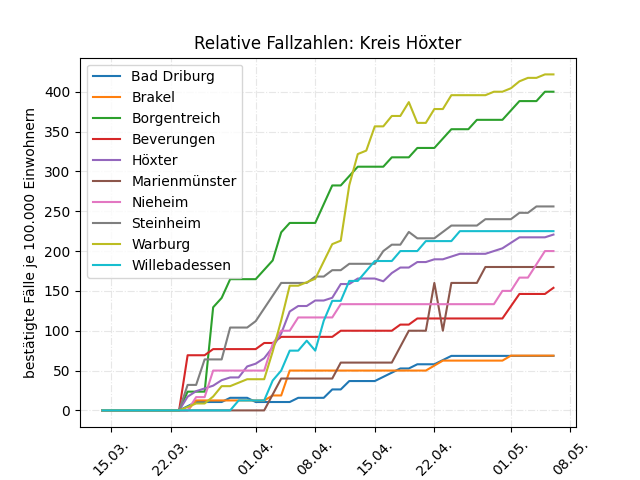 Relative Fallzahlen: Kreis Höxter
bestätigte Fälle je 100.000 Einwohnern
400
350
300
250
200
150
100
50
0
Bad Driburg
Brakel
Borgentreich
Beverungen
Höxter
Marienmünster
Nieheim
Steinheim
Warburg
Willebadessen
15.03.
22.03.
01.04.
08.04.
15.04.
22.04.
01.05.
08.05.